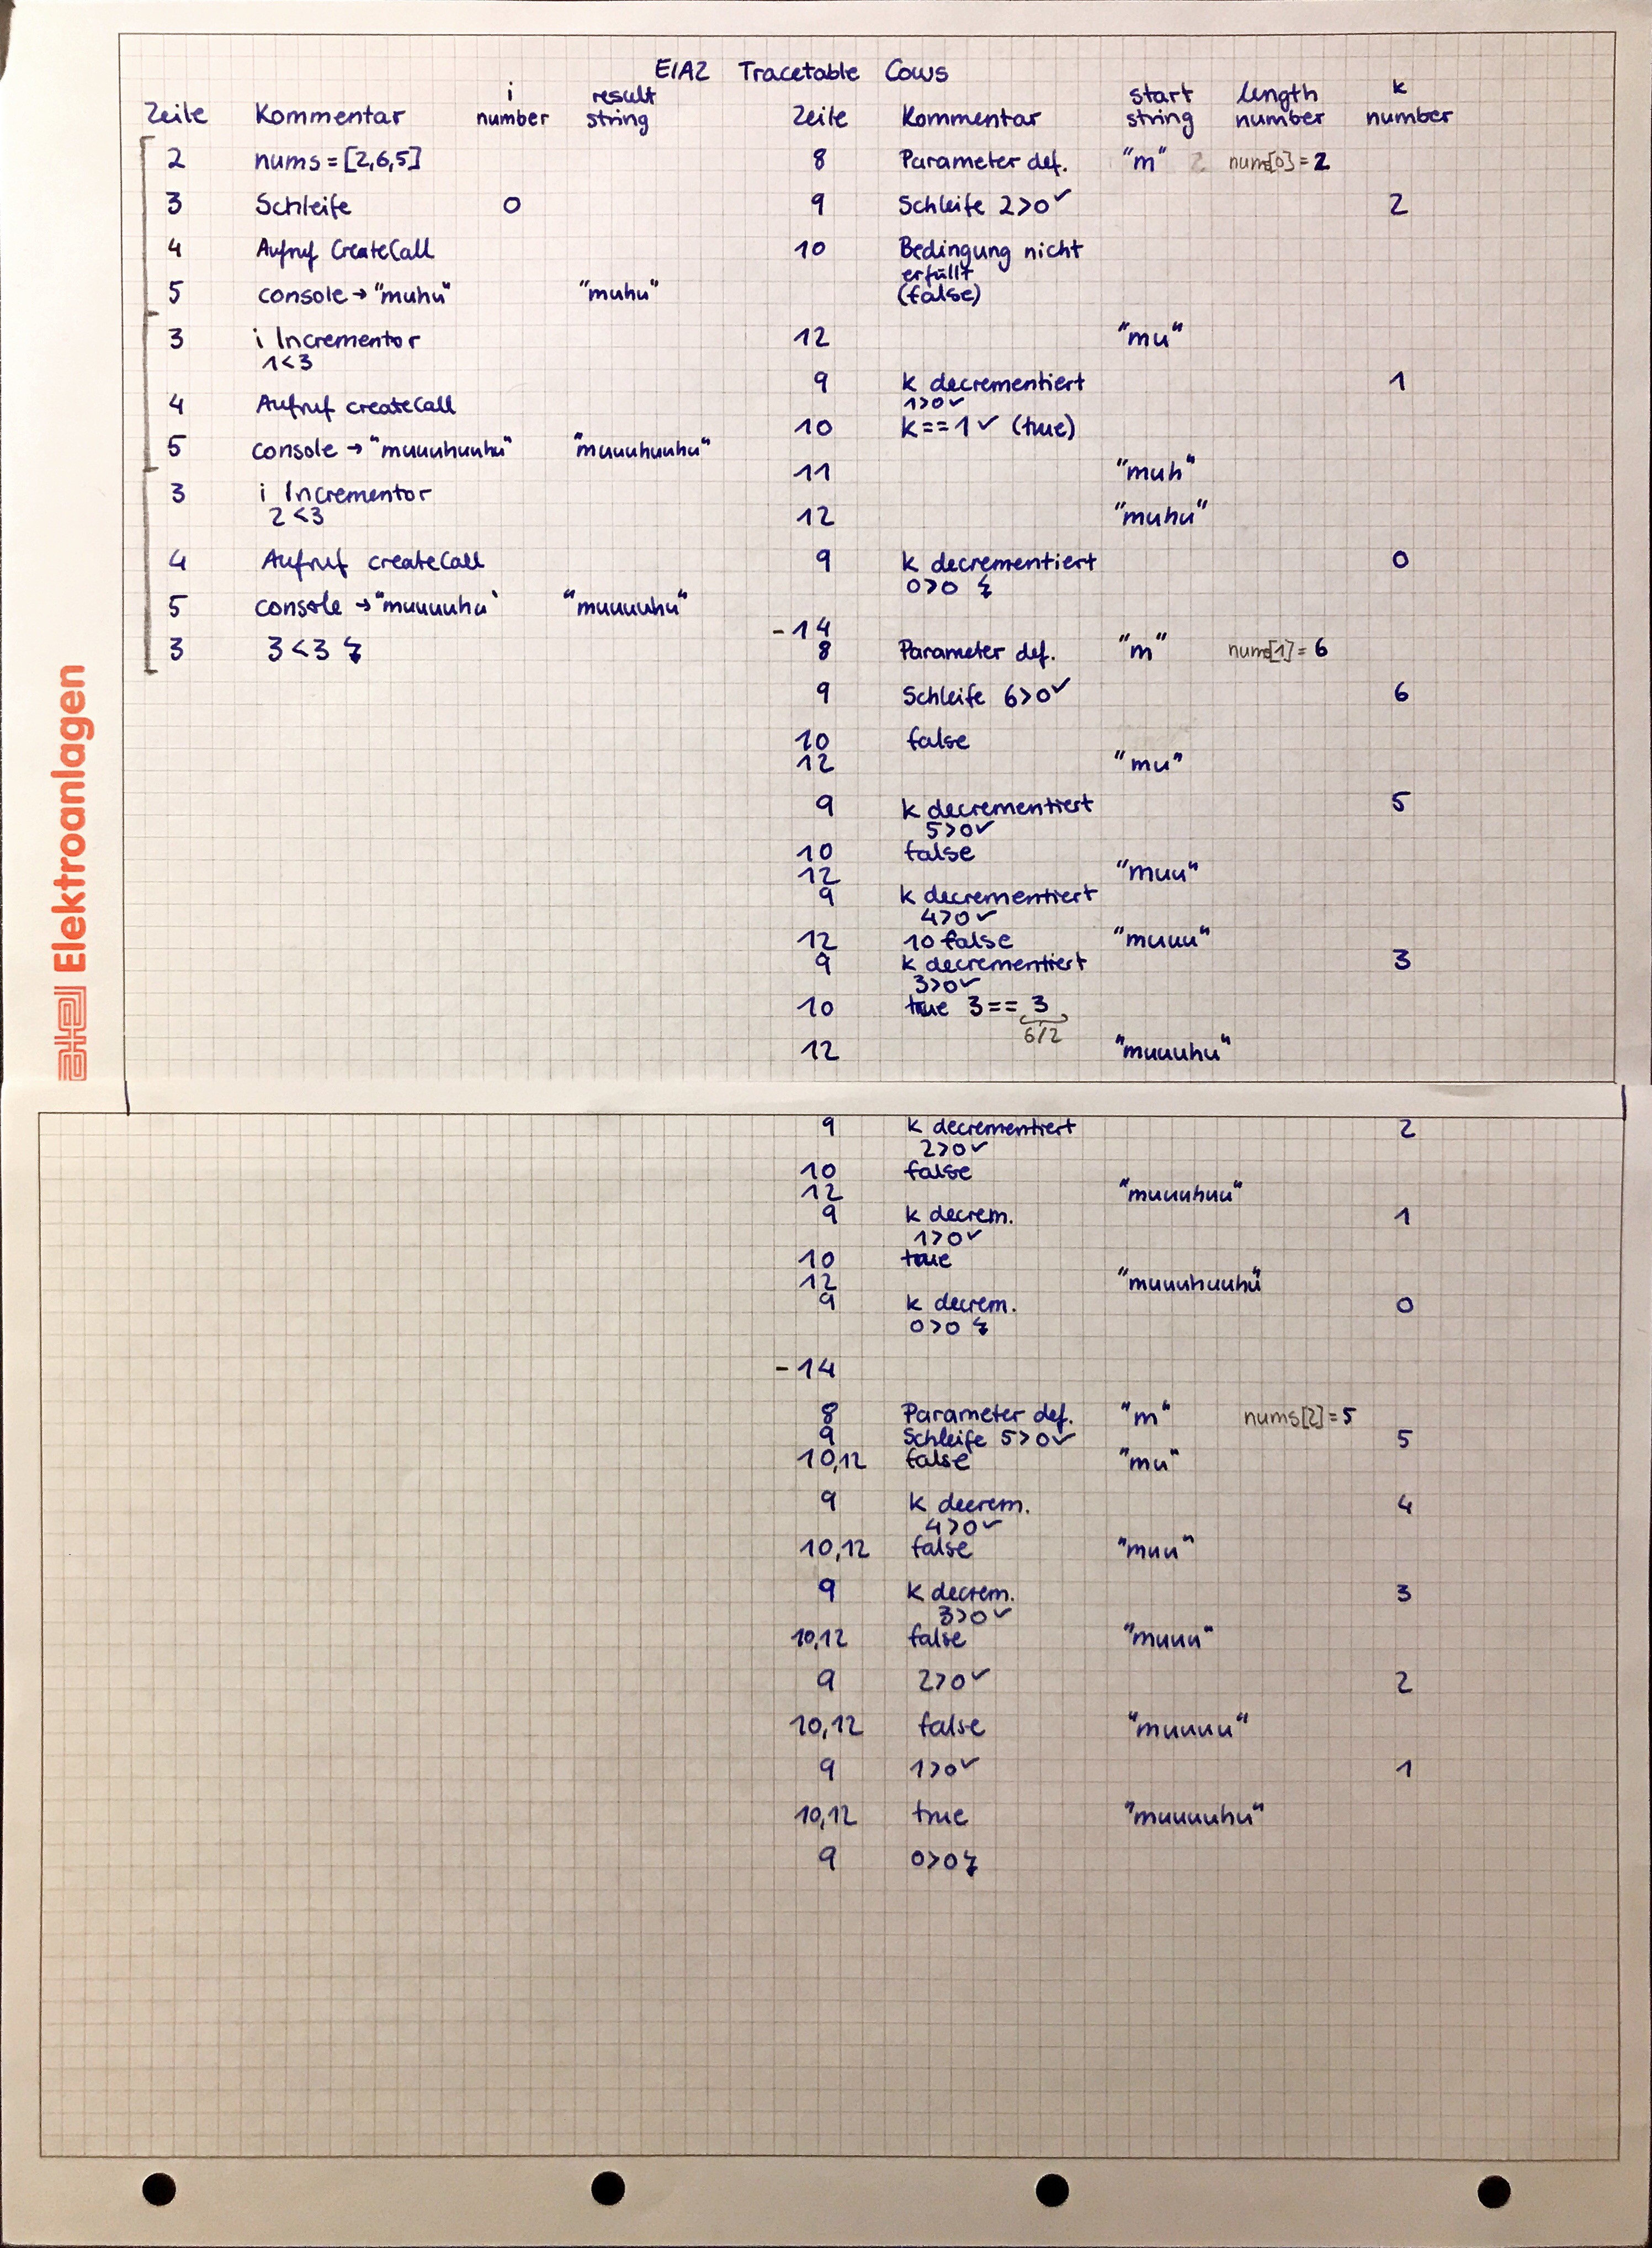 EIA2 Tracetable Cows
Zeile Kommentar i number result string Zeile Kommentar start string length number k number
2 nums = [2,6,5] 8 Parameter def. "m" 2 nums[0] = 2
3 Schleife 0 9 Schleife 2>0 ✓ 2
4 Aufruf CreateCall 10 Bedingung nicht
erfüllt
5 console → "muhu" "muhu" (false)
3 i Incrementor 12 "mu"
1<3
9 k decrementiert 1
4 Aufruf createCall 1>0 ✓
10 k==1 ✓ (true)
5 console → "muuuhuuhu" "muuuhuuhu"
11 "muh"
3 i Incrementor
2<3 12 "muhu"
4 Aufruf createCall 9 k decrementiert 0
0>0 ↯
5 console → "muuuuhu" "muuuuhu"
-14
3 3<3 ↯ 8 Parameter def. "m" nums[1] = 6
9 Schleife 6>0 ✓ 6
10 false
12 "mu"
9 k decrementiert 5
5>0 ✓
10 false
12 "muu"
9 k decrementiert
4>0 ✓
12 10 false "muuu"
9 k decrementiert 3
3>0 ✓
10 true 3 == 3
6/2
12 "muuuhu"
Elektroanlagen
9 k decrementiert 2
2>0 ✓
10 false
12 "muuuhuu"
9 k decrem. 1
1>0 ✓
10 true
12 "muuuhuuhu"
9 k decrem. 0
0>0 ↯
-14
8 Parameter def. "m" nums[2] = 5
9 Schleife 5>0 ✓ 5
10,12 false "mu"
9 k decrem. 4
4>0 ✓
10,12 false "muu"
9 k decrem. 3
3>0 ✓
10,12 false "muuu"
9 2>0 ✓ 2
10,12 false "muuuu"
9 1>0 ✓ 1
10,12 true "muuuuhu"
9 0>0 ↯